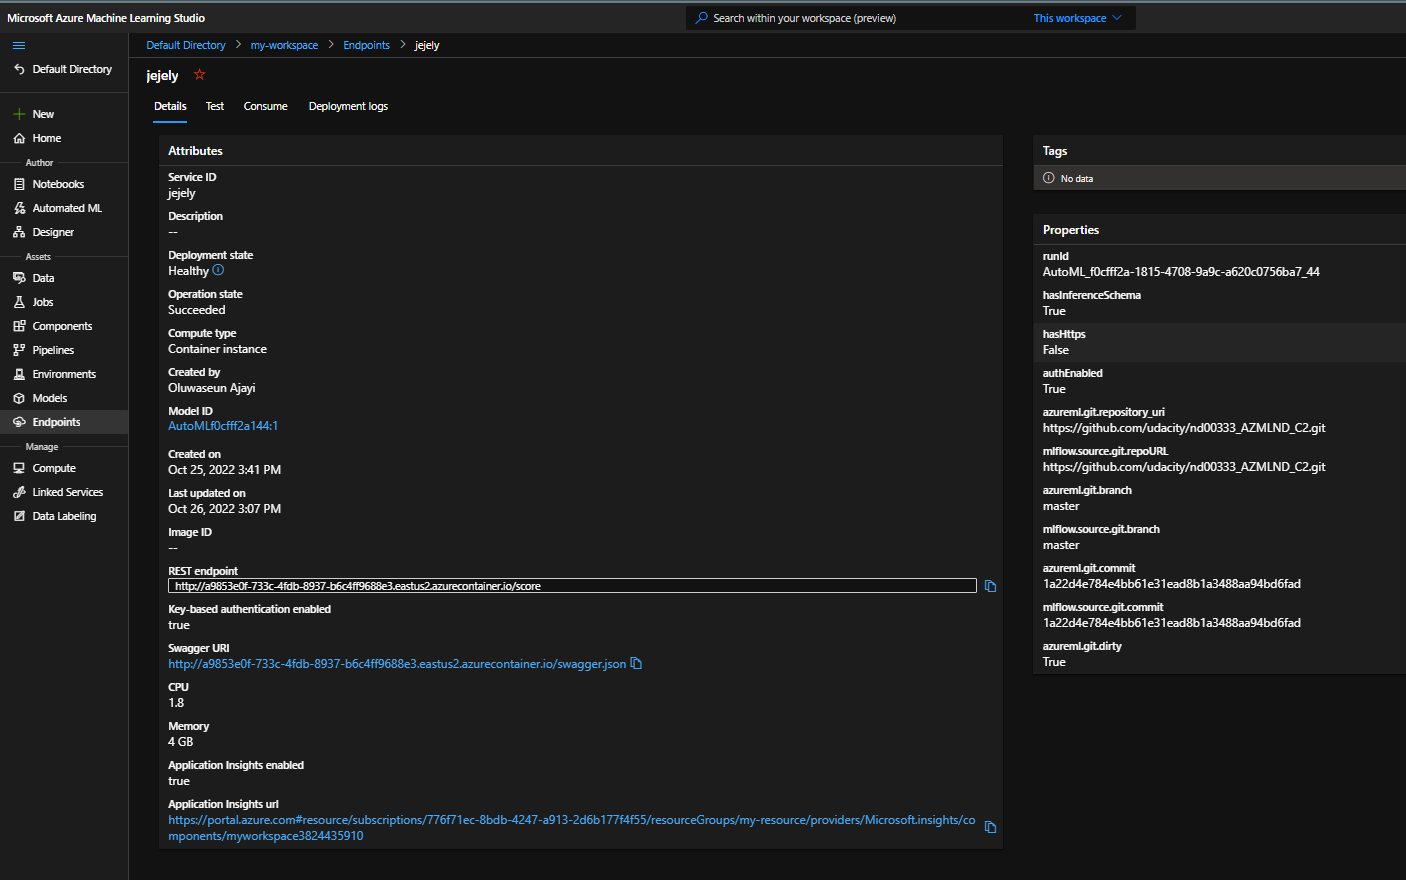 Microsoft Azure Machine Learning Studio
Search within your workspace (preview)
This workspace
Default Directory
New
Home
Author
Notebooks
Automated ML
Designer
Assets
Data
Jobs
Components
Pipelines
Environments
Models
Endpoints
Manage
Compute
Linked Services
Data Labeling
Default Directory > my-workspace > Endpoints > jejely
jejely
Details Test Consume Deployment logs
Attributes
Service ID
jejely
Description
--
Deployment state
Healthy
Operation state
Succeeded
Compute type
Container instance
Created by
Oluwaseun Ajayi
Model ID
AutoMLf0cfff2a144:1
Created on
Oct 25, 2022 3:41 PM
Last updated on
Oct 26, 2022 3:07 PM
Image ID
--
REST endpoint
http://a9853e0f-733c-4fdb-8937-b6c4ff9688e3.eastus2.azurecontainer.io/score
Key-based authentication enabled
true
Swagger URI
http://a9853e0f-733c-4fdb-8937-b6c4ff9688e3.eastus2.azurecontainer.io/swagger.json
CPU
1.8
Memory
4 GB
Application Insights enabled
true
Application Insights url
https://portal.azure.com#resource/subscriptions/776f71ec-8bdb-4247-a913-2d6b177f4f55/resourceGroups/my-resource/providers/Microsoft.insights/co
mponents/myworkspace3824435910
Tags
No data
Properties
runId
AutoML_f0cfff2a-1815-4708-9a9c-a620c0756ba7_44
hasInferenceSchema
True
hasHttps
False
authEnabled
True
azureml.git.repository_uri
https://github.com/udacity/nd00333_AZMLND_C2.git
mlflow.source.git.repoURL
https://github.com/udacity/nd00333_AZMLND_C2.git
azureml.git.branch
master
mlflow.source.git.branch
master
azureml.git.commit
1a22d4e784e4bb61e31ead8b1a3488aa94bd6fad
mlflow.source.git.commit
1a22d4e784e4bb61e31ead8b1a3488aa94bd6fad
azureml.git.dirty
True